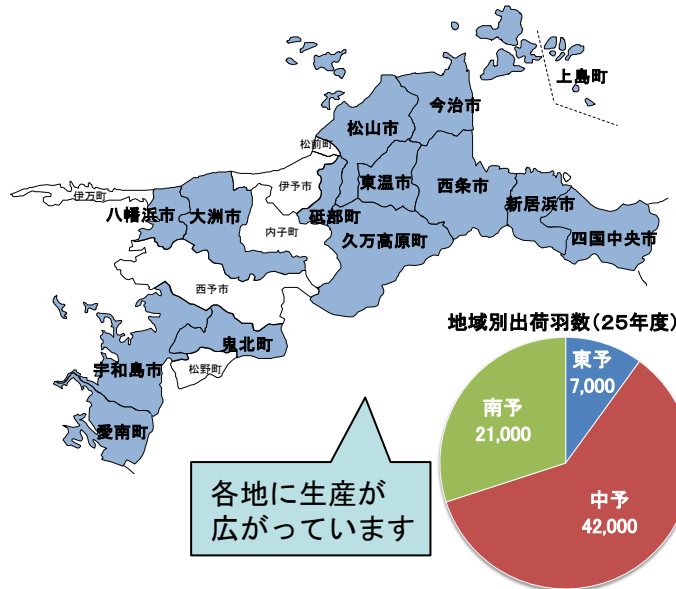 上島町
今治市
松山市
松前町
伊予市
東温市
西条市
新居浜市
四国中央市
伊万町
八幡浜市
大洲市
砥部町
内子町
久万高原町
西予市
鬼北町
宇和島市
松野町
愛南町
地域別出荷羽数（25年度）
東予
7,000
南予
21,000
中予
42,000
各地に生産が
広がっています